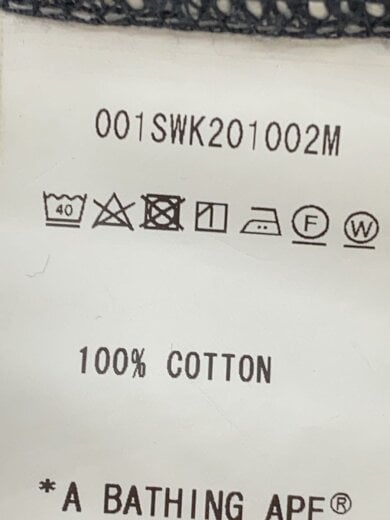 001SWK201002M
40 F W
100% COTTON
*A BATHING APE®